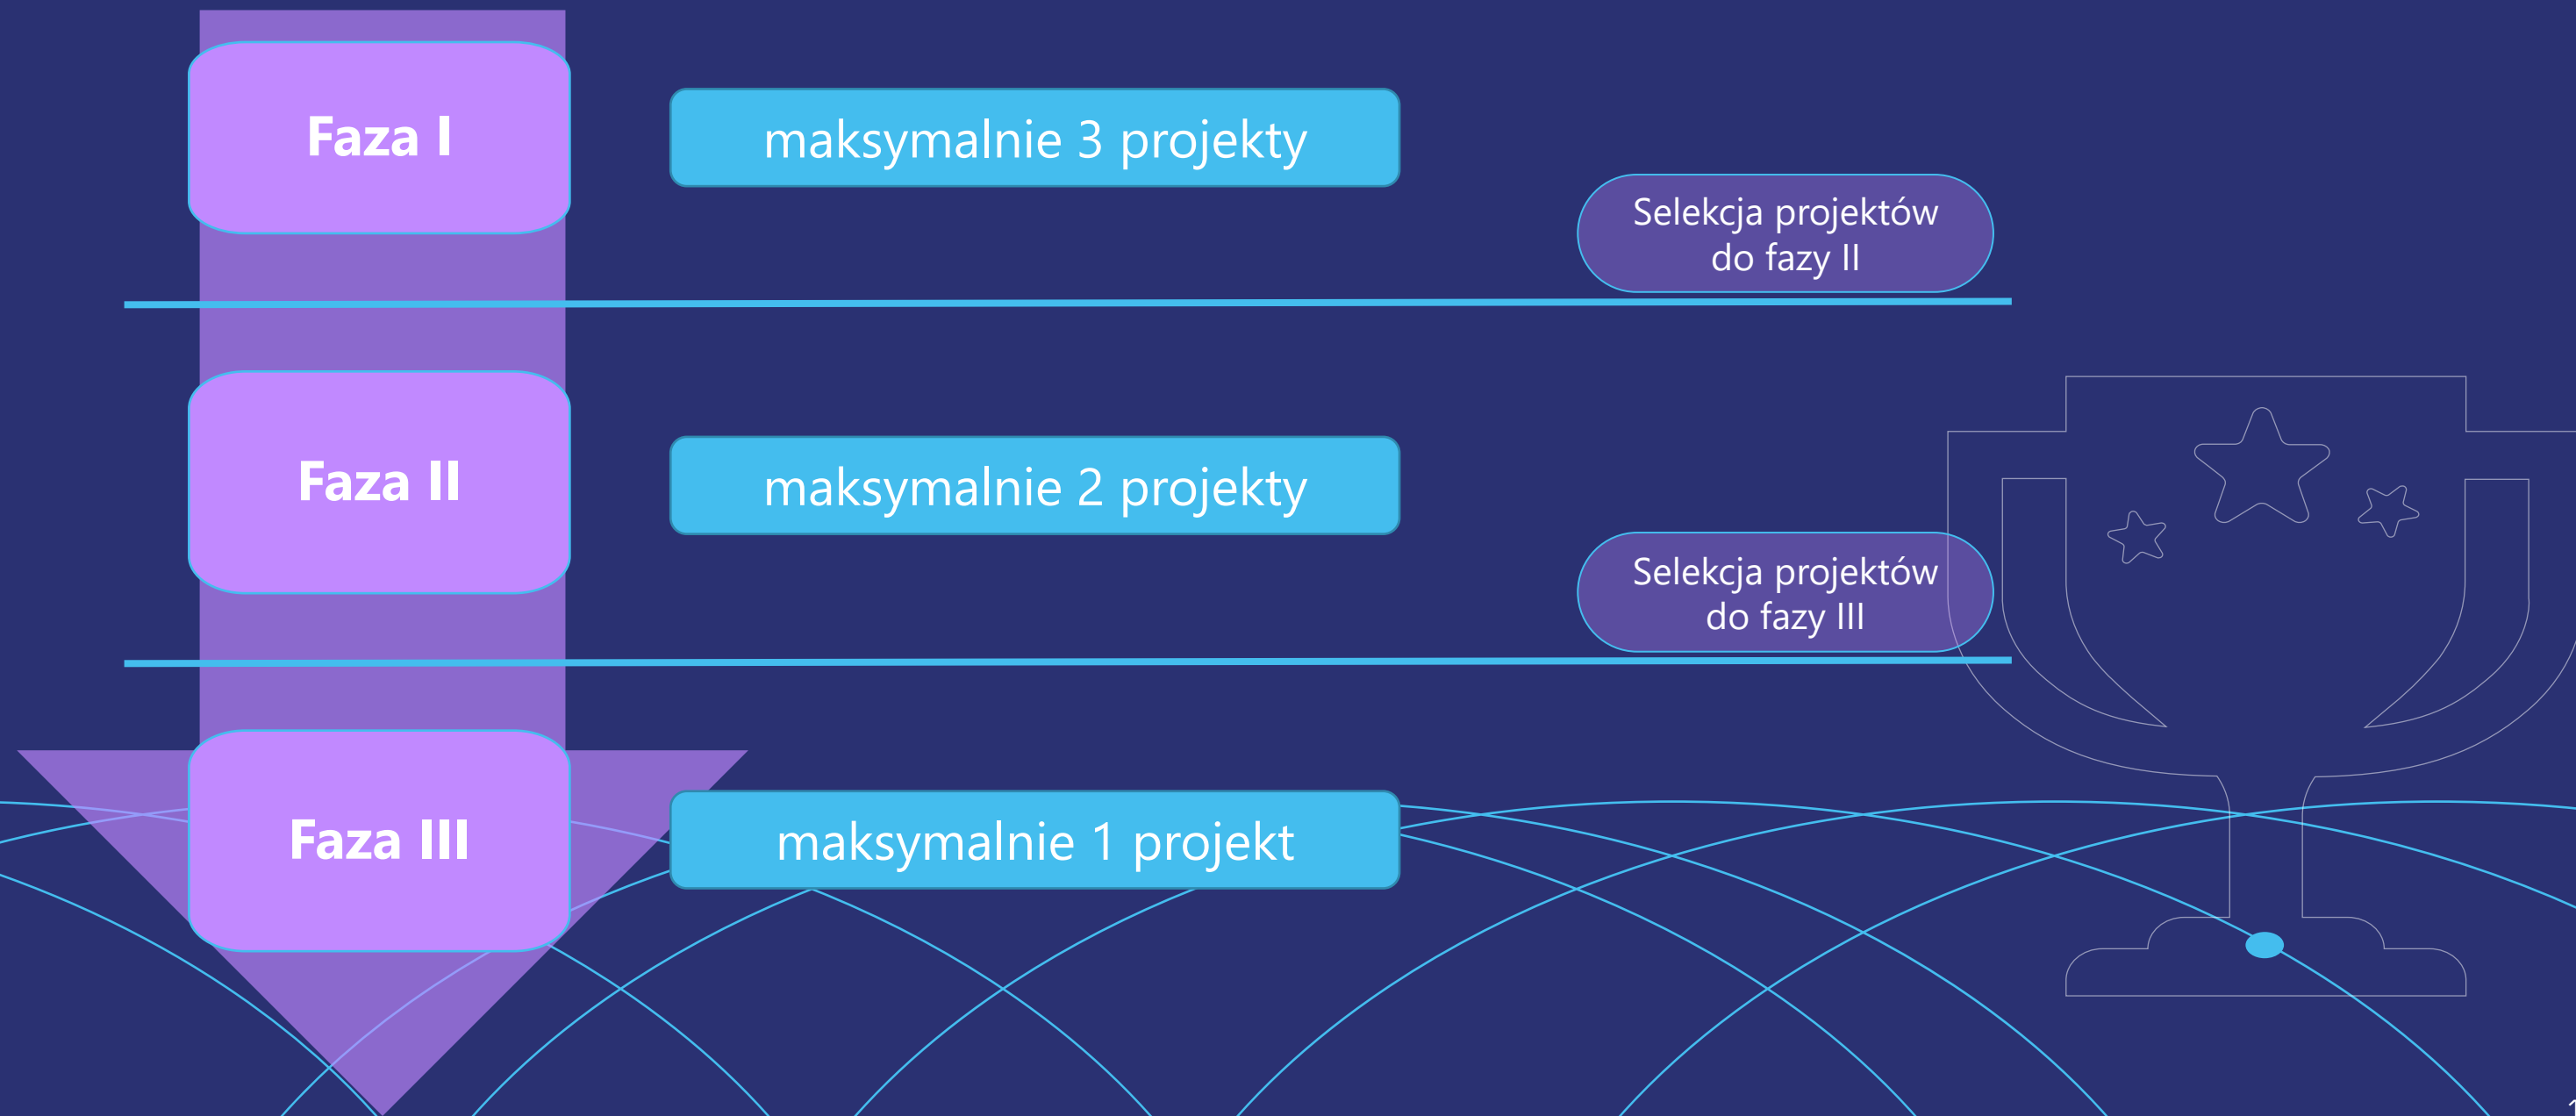 Faza I
maksymalnie 3 projekty
Selekcja projektów
do fazy II
Faza II
maksymalnie 2 projekty
Selekcja projektów
do fazy III
Faza III
maksymalnie 1 projekt